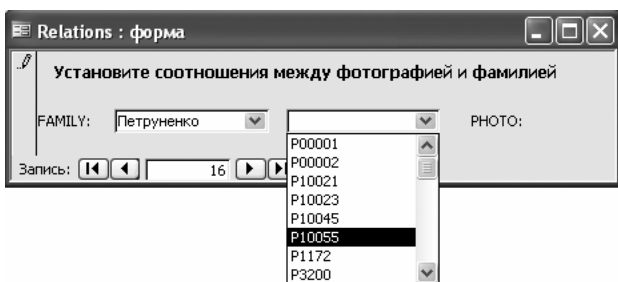 Relations : форма
Установите соотношения между фотографией и фамилией
FAMILY: Петруненко PHOTO:
P00001
P00002
Запись: 16
P10021
P10023
P10045
P10055
P1172
P3200